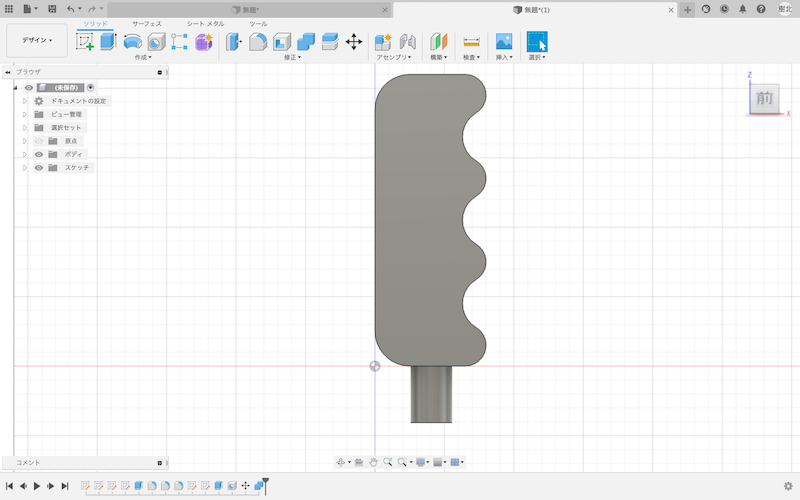 無題*
無題*(1)
樹北
デザイン
ソリッド
サーフェス
シート メタル
ツール
作成
修正
アセンブリ
構築
検査
挿入
選択
ブラウザ
(未保存)
ドキュメントの設定
ビュー管理
選択セット
原点
ボディ
スケッチ
Z
前
X
コメント